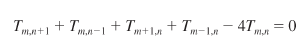 T_{m,n+1} + T_{m,n−1} + T_{m+1,n} + T_{m−1,n} − 4T_{m,n} = 0